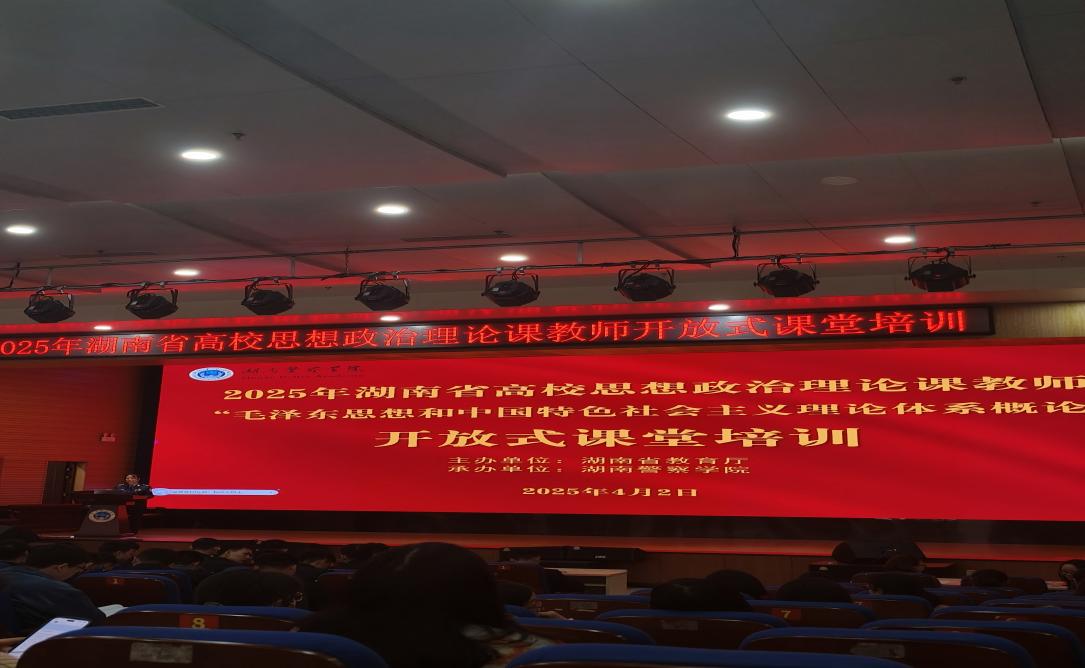 025年湖南省高校思想政治理论课教师开放式课堂培训
2025年湖南省高校思想政治理论课教师
“毛泽东思想和中国特色社会主义理论体系概论
开放式课堂培训
主办单位：湖南省教育厅
承办单位：湖南警察学院
2025年4月2日
1
8
7